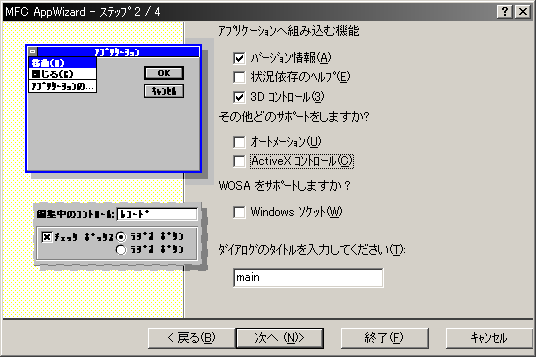 MFC AppWizard - ｽﾃｯﾌﾟ 2 / 4
ｱﾌﾟﾘｹｰｼｮﾝ
移動(M)
閉じる(C)
ｱﾌﾟﾘｹｰｼｮﾝの...
OK
ｷｬﾝｾﾙ
編集中のｺﾝﾄﾛｰﾙ:
ﾚｺｰﾄﾞ
ﾁｪｯｸ ﾎﾞｯｸｽ
ﾗｼﾞｵ ﾎﾞﾀﾝ
ﾗｼﾞｵ ﾎﾞﾀﾝ
ｱﾌﾟﾘｹｰｼｮﾝへ組み込む機能
ﾊﾞｰｼﾞｮﾝ情報(A)
状況依存のﾍﾙﾌﾟ(E)
3D ｺﾝﾄﾛｰﾙ(3)
その他どのｻﾎﾟｰﾄをしますか?
ｵｰﾄﾒｰｼｮﾝ(U)
ActiveX ｺﾝﾄﾛｰﾙ(C)
WOSA をｻﾎﾟｰﾄしますか？
Windows ｿｹｯﾄ(W)
ﾀﾞｲｱﾛｸﾞのﾀｲﾄﾙを入力してください(T):
main
< 戻る(B)
次へ (N)>
終了(F)
ｷｬﾝｾﾙ